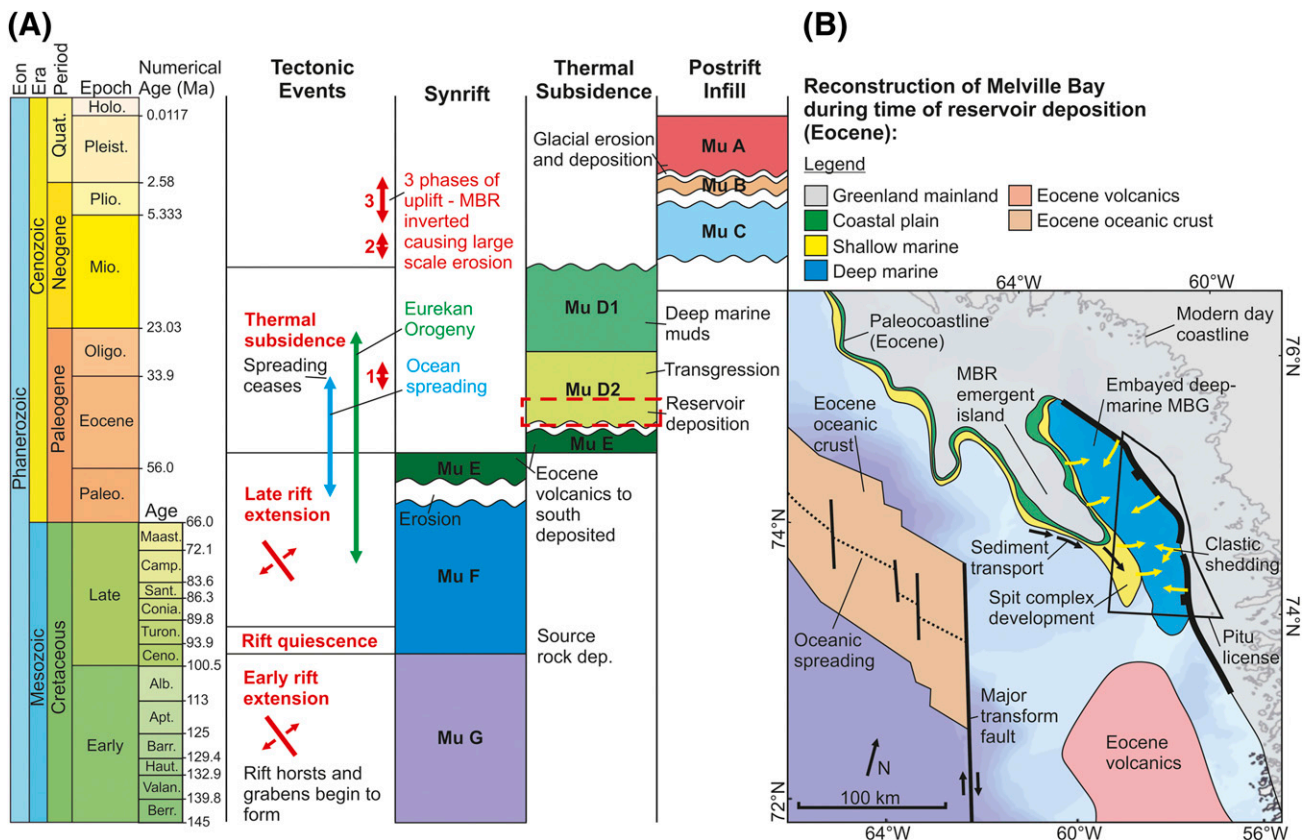 (A)
Eon
Era
Period
Epoch
Numerical
Age (Ma)
Tectonic
Events
Synrift
Thermal
Subsidence
Postrift
Infill
Phanerozoic
Cenozoic
Mesozoic
Quat.
Neogene
Paleogene
Cretaceous
Holo.
Pleist.
Plio.
Mio.
Oligo.
Eocene
Paleo.
Late
Early
0.0117
2.58
5.333
23.03
33.9
56.0
Age
66.0
Maast.
72.1
Camp.
83.6
Sant.
86.3
Conia.
89.8
Turon.
93.9
Ceno.
100.5
Alb.
113
Apt.
125
Barr.
129.4
Haut.
132.9
Valan.
139.8
Berr.
145
3
2
3 phases of
uplift - MBR
inverted
causing large
scale erosion
Thermal
subsidence
Spreading
ceases
1
Eurekan
Orogeny
Ocean
spreading
Late rift
extension
Rift quiescence
Early rift
extension
Rift horsts and
grabens begin to
form
Mu E
Erosion
Mu F
Mu G
Glacial erosion
and deposition
Mu D1
Mu D2
Mu E
Eocene
volcanics to
south
deposited
Source
rock dep.
Mu A
Mu B
Mu C
Deep marine
muds
Transgression
Reservoir
deposition
(B)
Reconstruction of Melville Bay
during time of reservoir deposition
(Eocene):
Legend
Greenland mainland
Coastal plain
Shallow marine
Deep marine
Eocene volcanics
Eocene oceanic crust
64°W
60°W
Paleocoastline
(Eocene)
Modern day
coastline
76°N
MBR
emergent
island
Embayed deep-
marine MBG
Eocene
oceanic
crust
74°N
Sediment
transport
Clastic
shedding
Spit complex
development
74°N
Oceanic
spreading
Pitu
license
Major
transform
fault
Eocene
volcanics
N
72°N
100 km
64°W
60°W
56°W